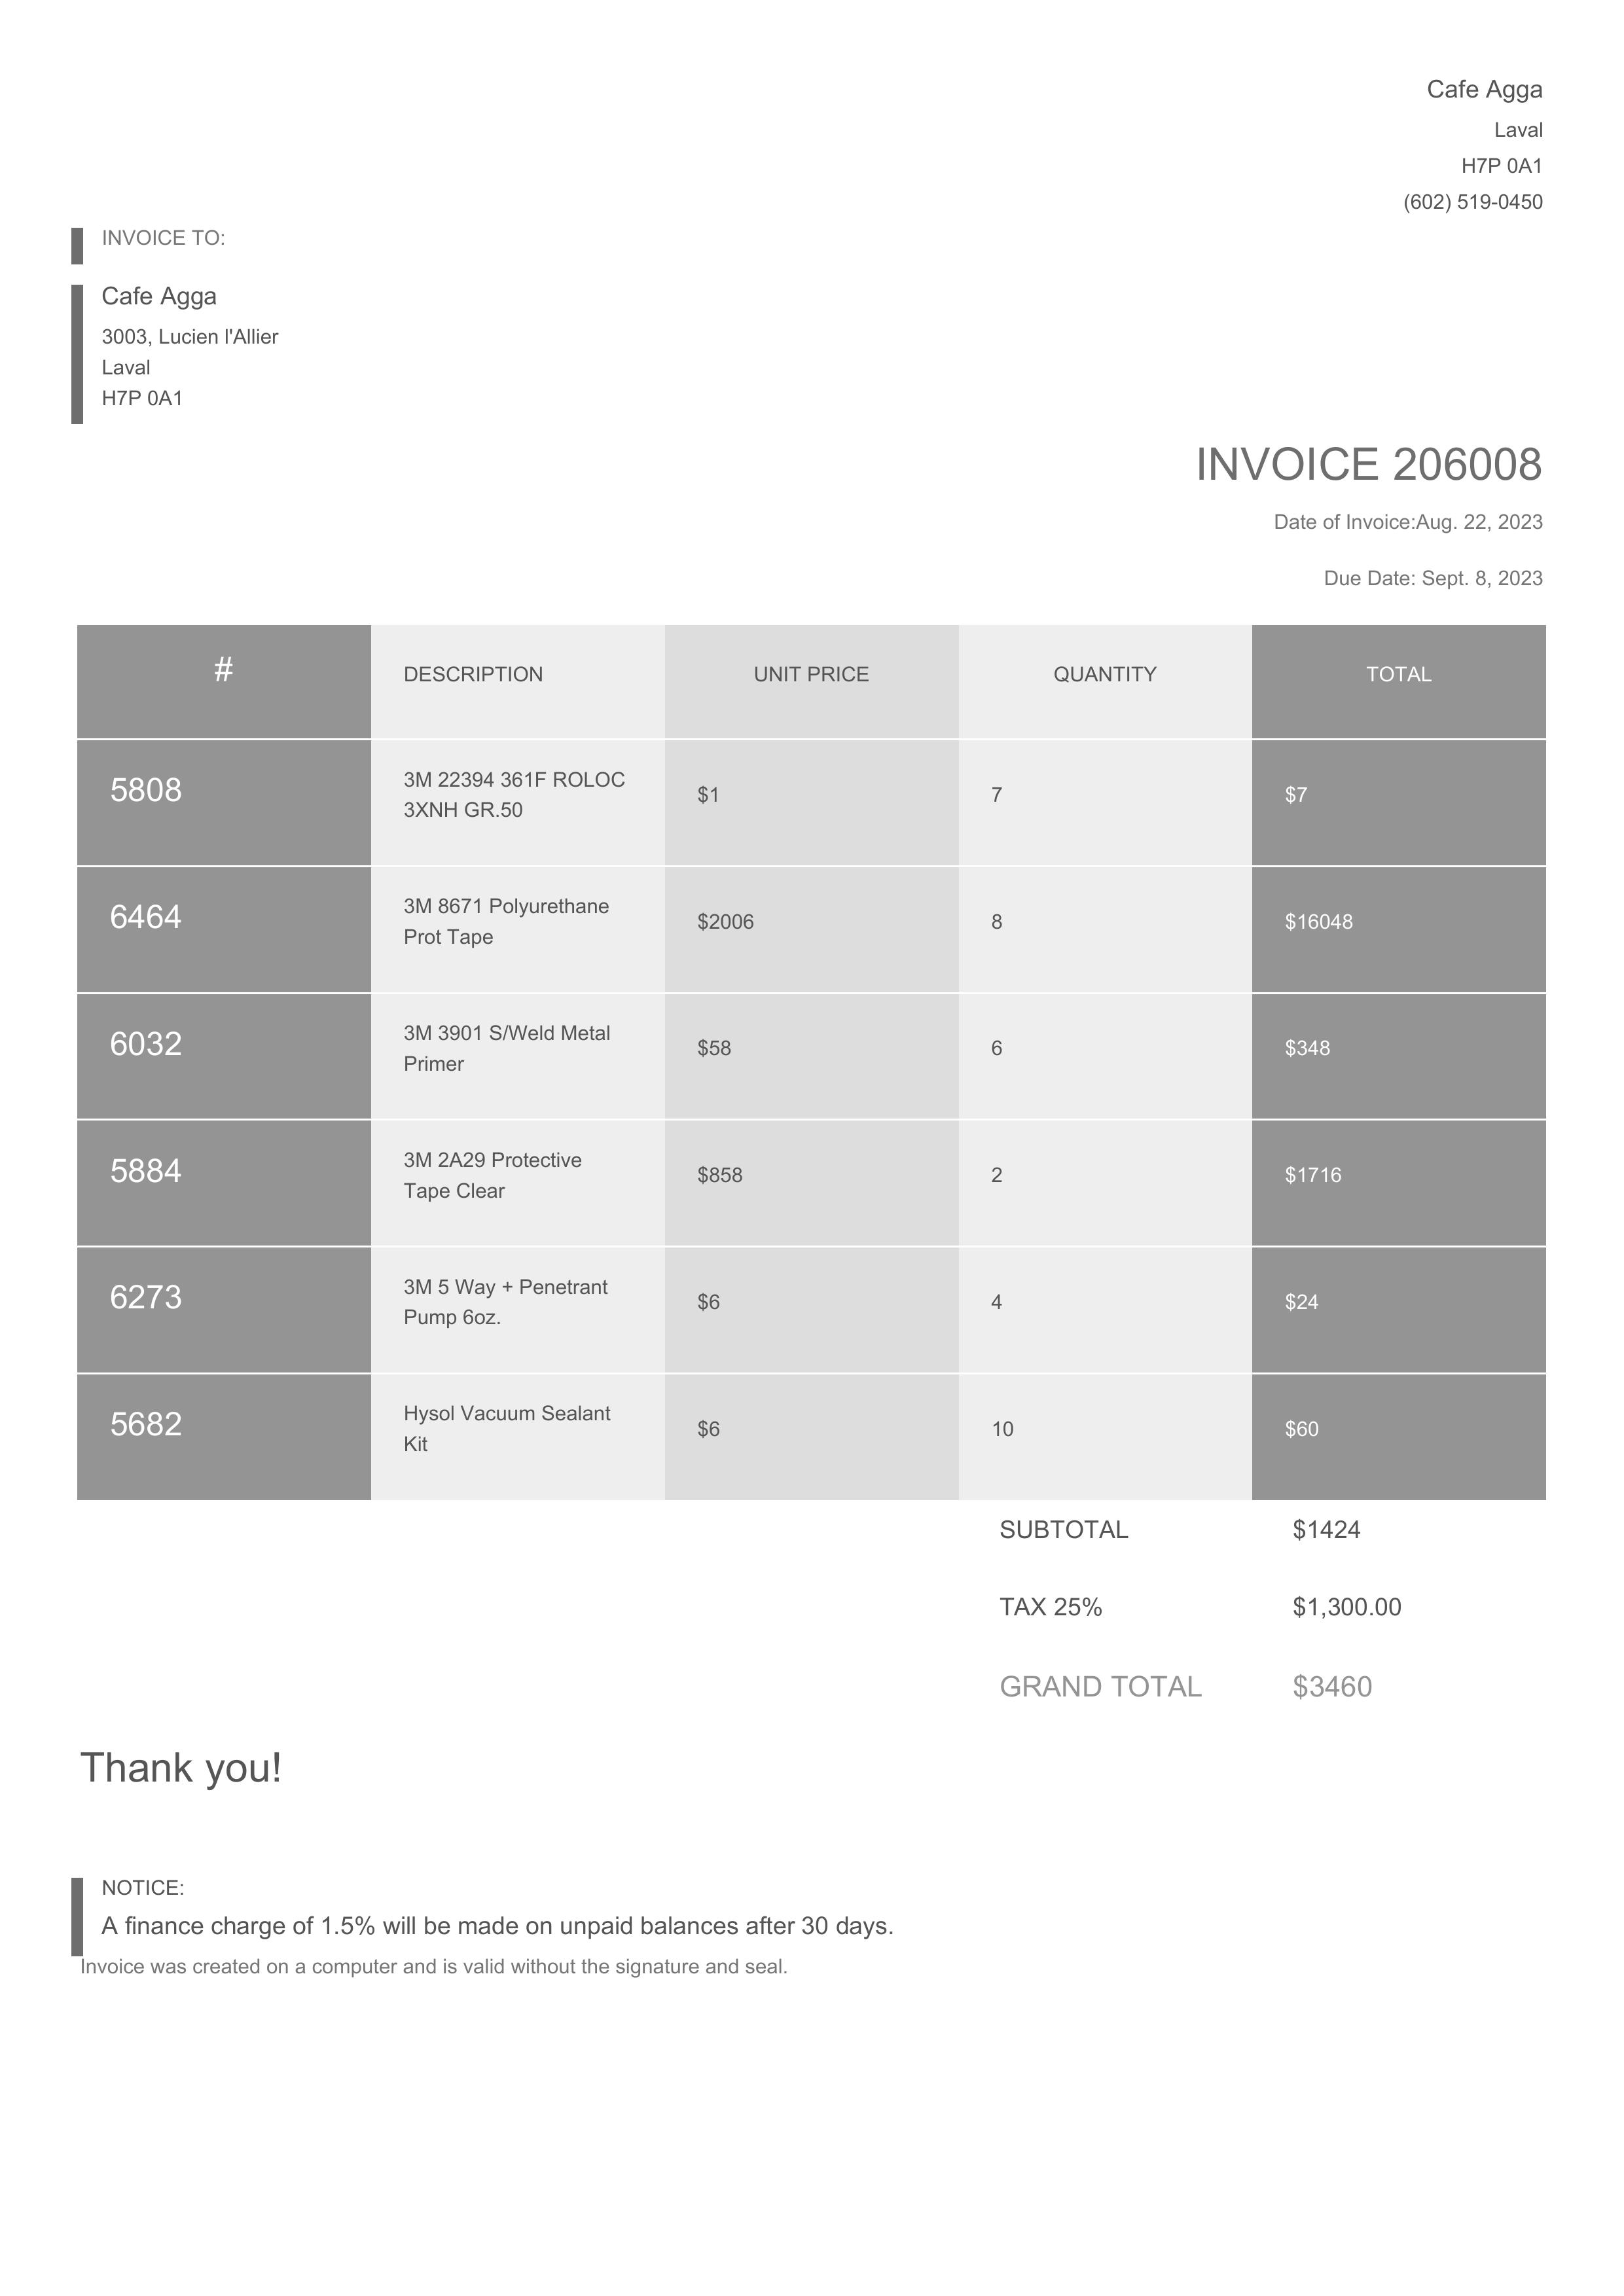 Cafe Agga
Laval
H7P 0A1
(602) 519-0450
INVOICE TO:
Cafe Agga
3003, Lucien l'Allier
Laval
H7P 0A1
INVOICE 206008
Date of Invoice:Aug. 22, 2023
Due Date: Sept. 8, 2023
# DESCRIPTION UNIT PRICE QUANTITY TOTAL
5808 3M 22394 361F ROLOC $1 7 $7
3XNH GR.50
6464 3M 8671 Polyurethane $2006 8 $16048
Prot Tape
6032 3M 3901 S/Weld Metal $58 6 $348
Primer
5884 3M 2A29 Protective $858 2 $1716
Tape Clear
6273 3M 5 Way + Penetrant $6 4 $24
Pump 6oz.
5682 Hysol Vacuum Sealant $6 10 $60
Kit
SUBTOTAL $1424
TAX 25% $1,300.00
GRAND TOTAL $3460
Thank you!
NOTICE:
A finance charge of 1.5% will be made on unpaid balances after 30 days.
Invoice was created on a computer and is valid without the signature and seal.